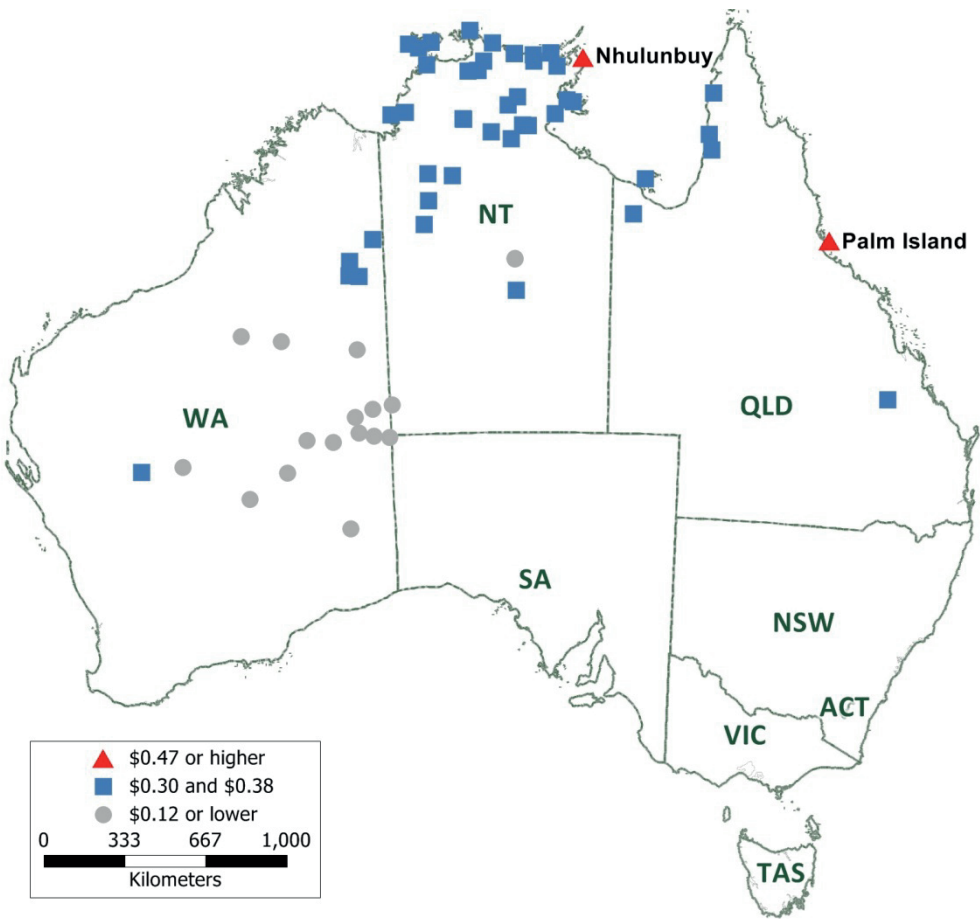 Nhulunbuy
NT
Palm Island
WA
QLD
SA
NSW
ACT
VIC
TAS
$0.47 or higher
$0.30 and $0.38
$0.12 or lower
0 333 667 1,000
Kilometers